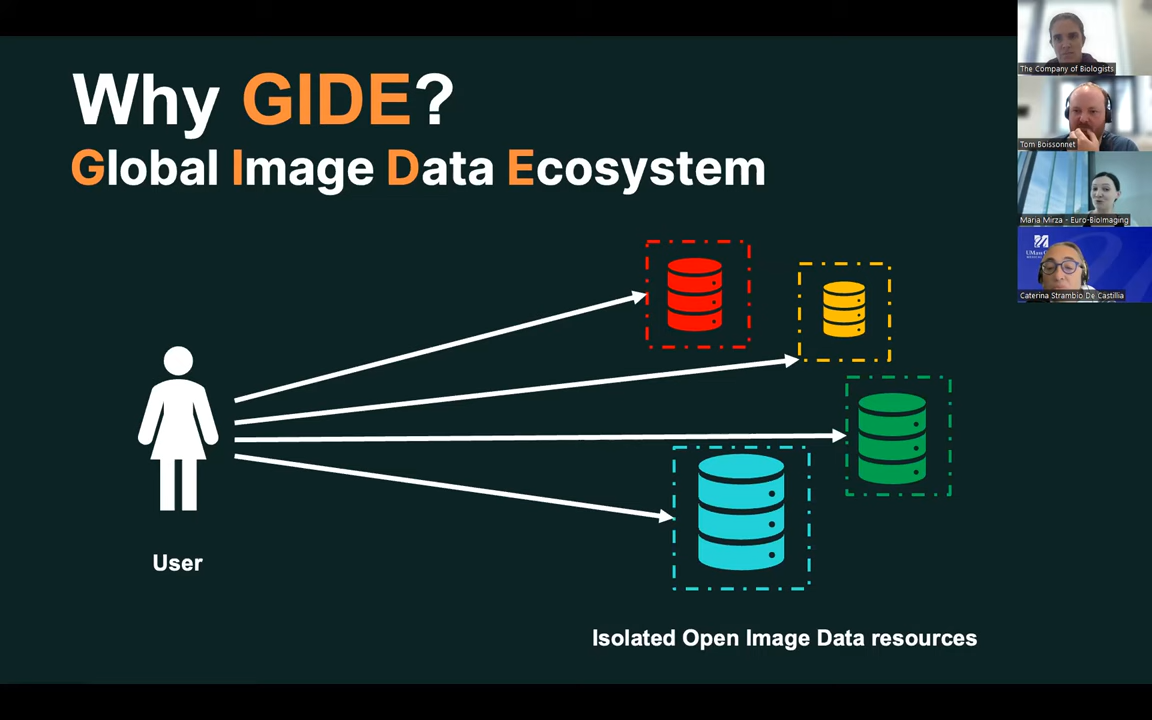 Why GIDE?
Global Image Data Ecosystem
User
Isolated Open Image Data resources
The Company of Biologists
Tom Boissonnet
Maria Mirza - Euro-BioImaging
Caterina Strambio De Castillia